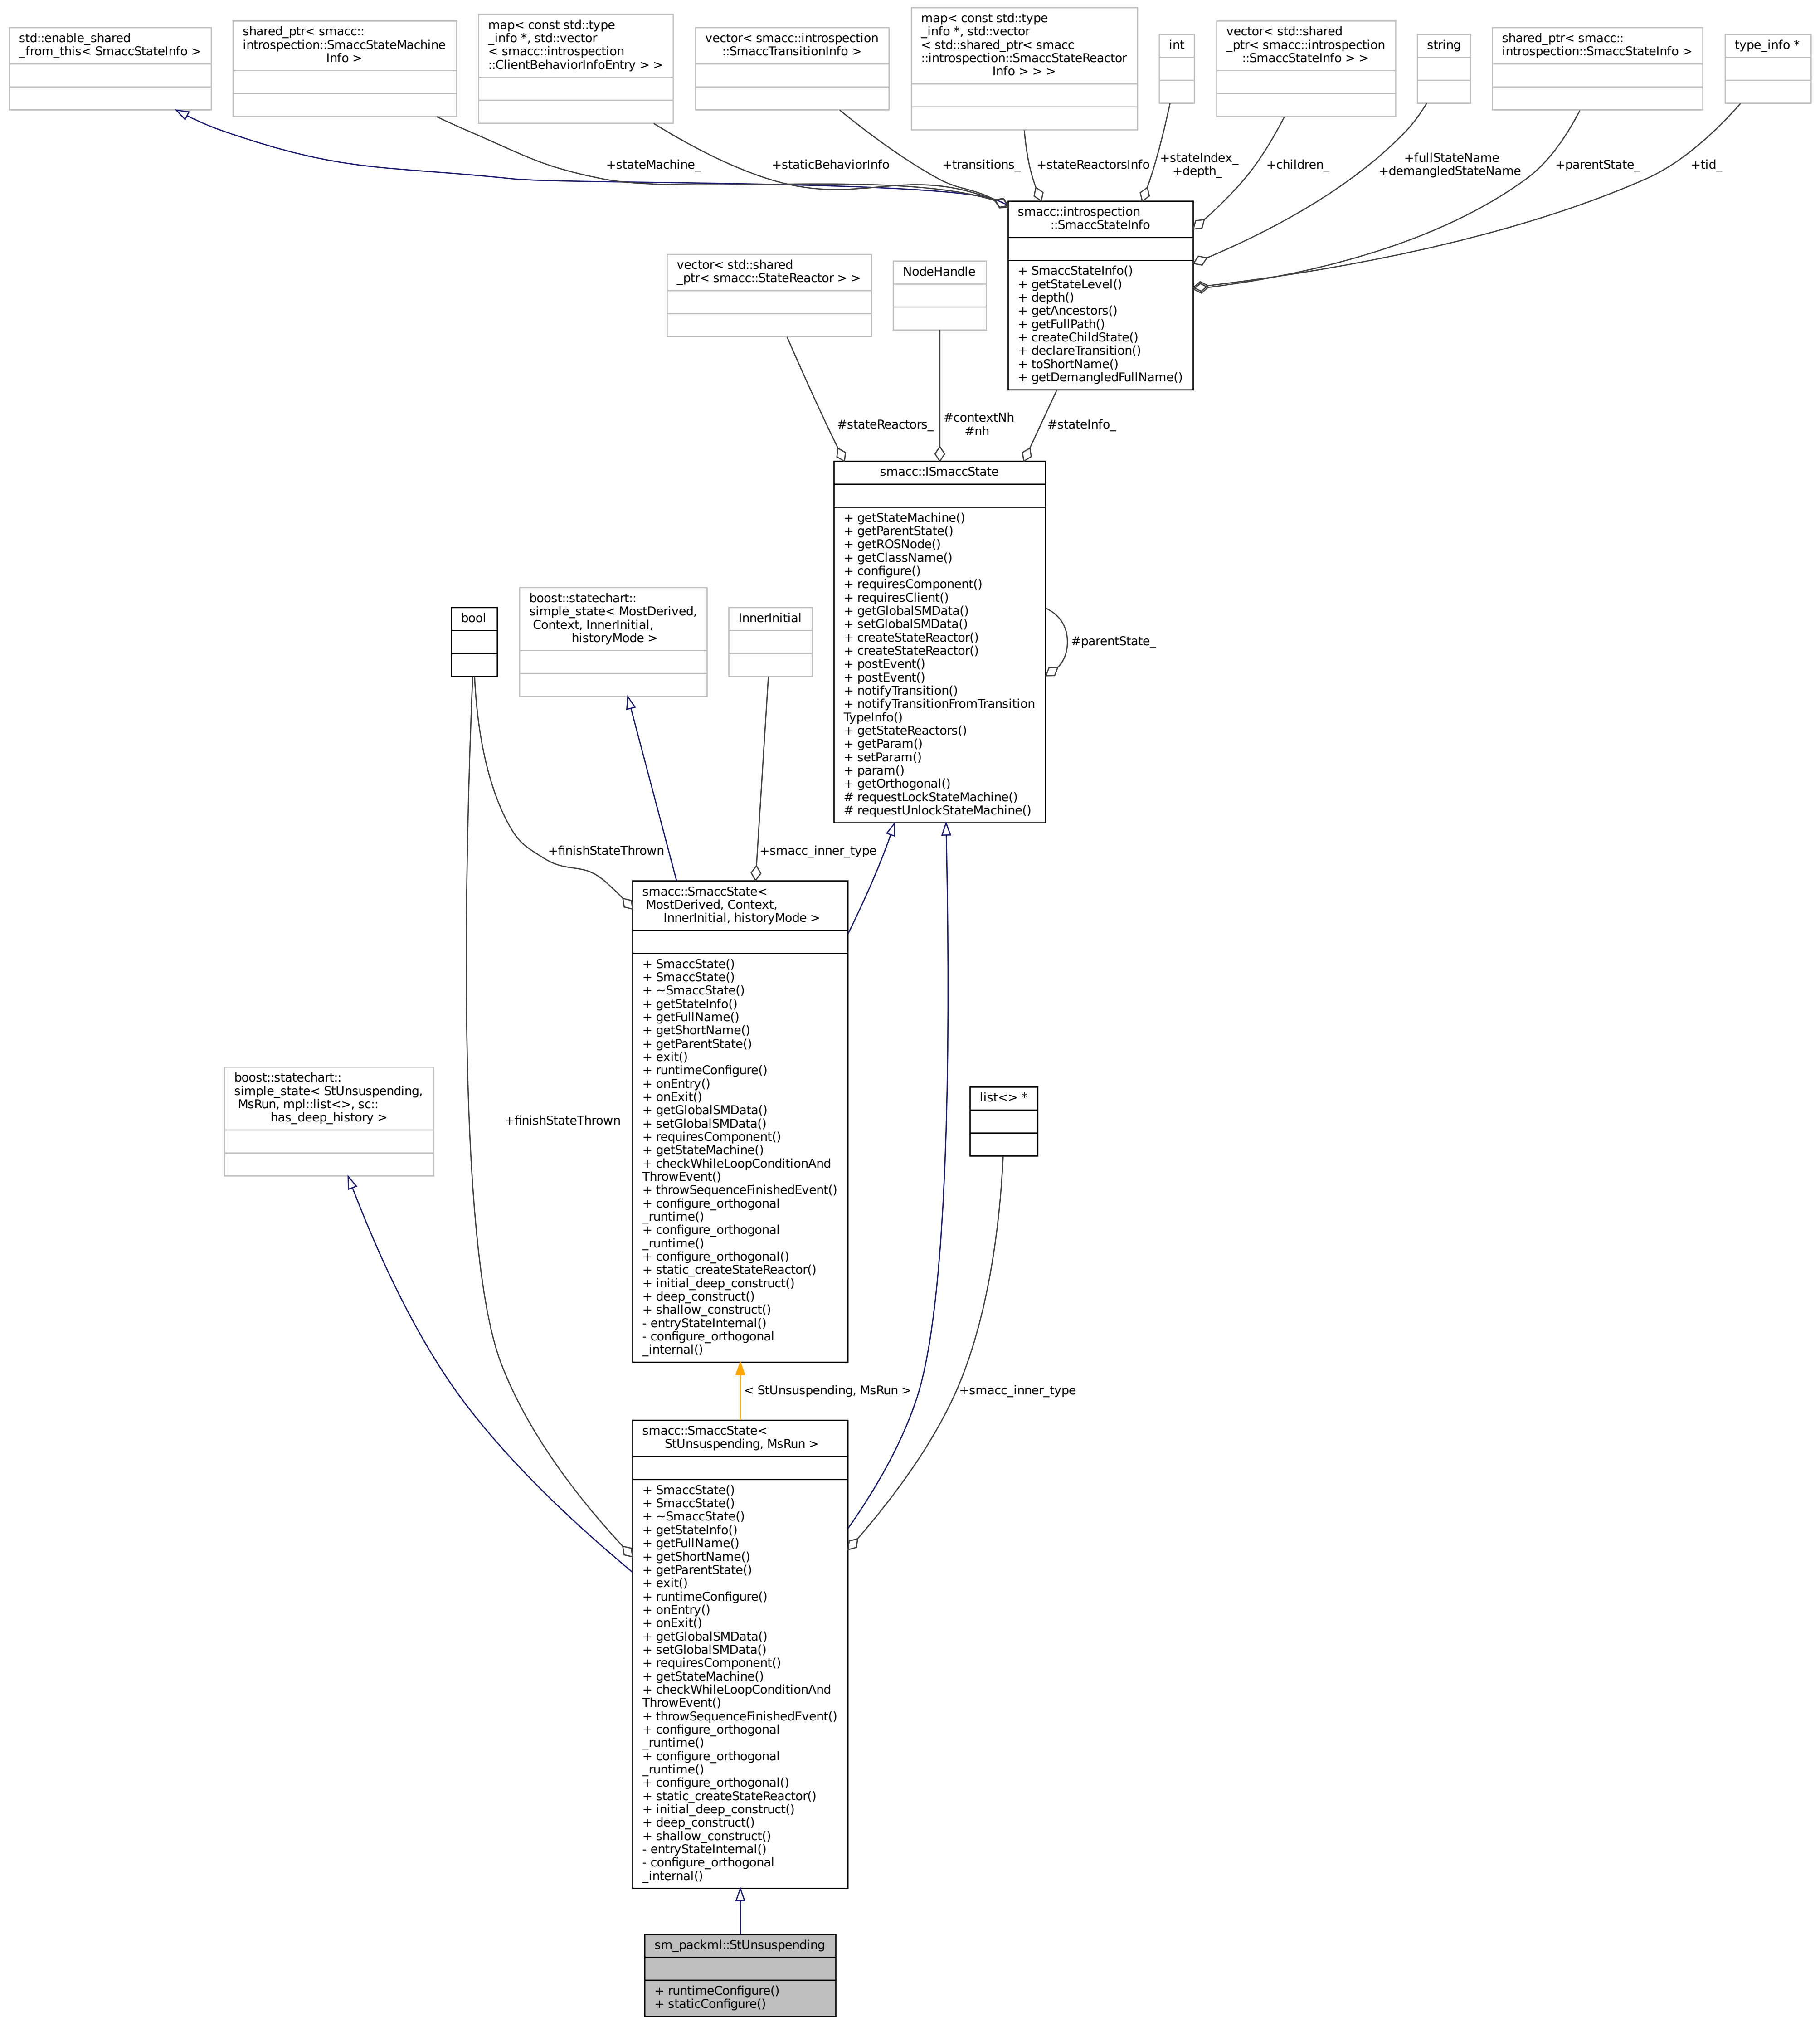 std::enable_shared
_from_this< SmaccStateInfo >
shared_ptr< smacc::
introspection::SmaccStateMachine
Info >
map< const std::type
_info *, std::vector
< smacc::introspection
::ClientBehaviorInfoEntry > >
vector< smacc::introspection
::SmaccTransitionInfo >
map< const std::type
_info *, std::vector
< std::shared_ptr< smacc
::introspection::SmaccStateReactor
Info > > >
int
vector< std::shared
_ptr< smacc::introspection
::SmaccStateInfo > >
string
shared_ptr< smacc::
introspection::SmaccStateInfo >
type_info *
+stateMachine_
+staticBehaviorInfo
+transitions_
+stateReactorsInfo
+stateIndex_
+depth_
+children_
+fullStateName
+demangledStateName
+parentState_
+tid_
smacc::introspection
::SmaccStateInfo
+ SmaccStateInfo()
+ getStateLevel()
+ depth()
+ getAncestors()
+ getFullPath()
+ createChildState()
+ declareTransition()
+ toShortName()
+ getDemangledFullName()
vector< std::shared
_ptr< smacc::StateReactor > >
NodeHandle
#stateReactors_
#contextNh
#nh
#stateInfo_
smacc::ISmaccState
+ getStateMachine()
+ getParentState()
+ getROSNode()
+ getClassName()
+ configure()
+ requiresComponent()
+ requiresClient()
+ getGlobalSMData()
+ setGlobalSMData()
+ createStateReactor()
+ createStateReactor()
+ postEvent()
+ postEvent()
+ notifyTransition()
+ notifyTransitionFromTransition
TypeInfo()
+ getStateReactors()
+ getParam()
+ setParam()
+ param()
+ getOrthogonal()
# requestLockStateMachine()
# requestUnlockStateMachine()
#parentState_
bool
boost::statechart::
simple_state< MostDerived,
Context, InnerInitial,
historyMode >
InnerInitial
+finishStateThrown
+smacc_inner_type
smacc::SmaccState<
MostDerived, Context,
InnerInitial, historyMode >
+ SmaccState()
+ SmaccState()
+ ~SmaccState()
+ getStateInfo()
+ getFullName()
+ getShortName()
+ getParentState()
+ exit()
+ runtimeConfigure()
+ onEntry()
+ onExit()
+ getGlobalSMData()
+ setGlobalSMData()
+ requiresComponent()
+ getStateMachine()
+ checkWhileLoopConditionAnd
ThrowEvent()
+ throwSequenceFinishedEvent()
+ configure_orthogonal
_runtime()
+ configure_orthogonal
_runtime()
+ configure_orthogonal()
+ static_createStateReactor()
+ initial_deep_construct()
+ deep_construct()
+ shallow_construct()
- entryStateInternal()
- configure_orthogonal
_internal()
boost::statechart::
simple_state< StUnsuspending,
MsRun, mpl::list<>, sc::
has_deep_history >
+finishStateThrown
list<> *
< StUnsuspending, MsRun >
+smacc_inner_type
smacc::SmaccState<
StUnsuspending, MsRun >
+ SmaccState()
+ SmaccState()
+ ~SmaccState()
+ getStateInfo()
+ getFullName()
+ getShortName()
+ getParentState()
+ exit()
+ runtimeConfigure()
+ onEntry()
+ onExit()
+ getGlobalSMData()
+ setGlobalSMData()
+ requiresComponent()
+ getStateMachine()
+ checkWhileLoopConditionAnd
ThrowEvent()
+ throwSequenceFinishedEvent()
+ configure_orthogonal
_runtime()
+ configure_orthogonal
_runtime()
+ configure_orthogonal()
+ static_createStateReactor()
+ initial_deep_construct()
+ deep_construct()
+ shallow_construct()
- entryStateInternal()
- configure_orthogonal
_internal()
sm_packml::StUnsuspending
+ runtimeConfigure()
+ staticConfigure()